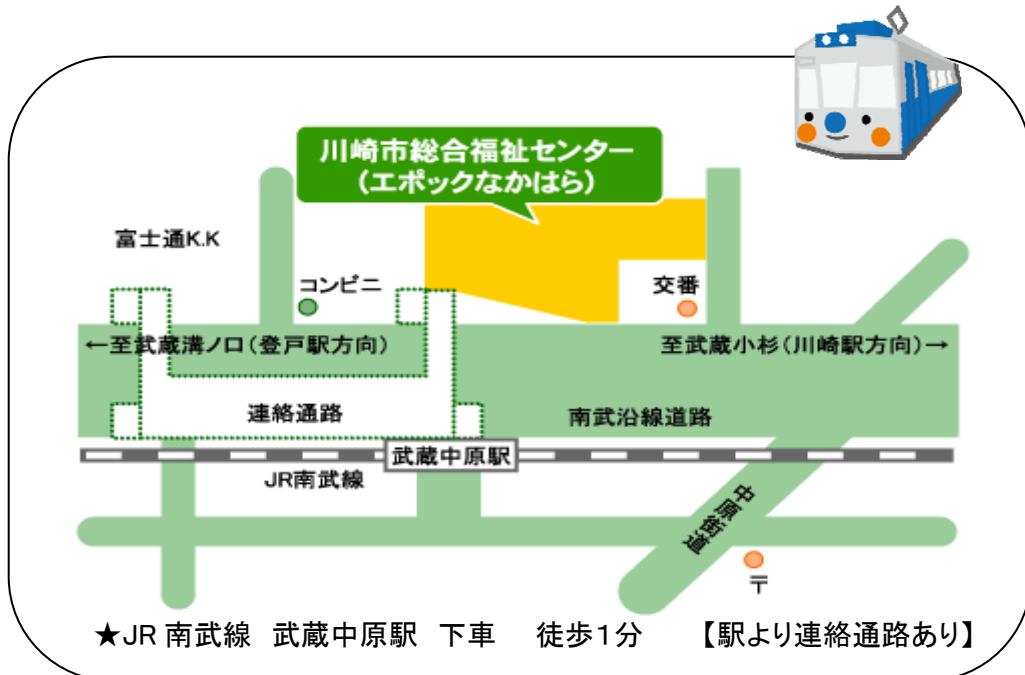 川崎市総合福祉センター
(エポックなかはら)
富士通K.K
コンビニ
交番
←至武蔵溝ノ口(登戸駅方向)
至武蔵小杉(川崎駅方向)→
連絡通路
南武沿線道路
武蔵中原駅
JR南武線
中原街道
〒
★JR 南武線 武蔵中原駅 下車 徒歩1分 【駅より連絡通路あり】